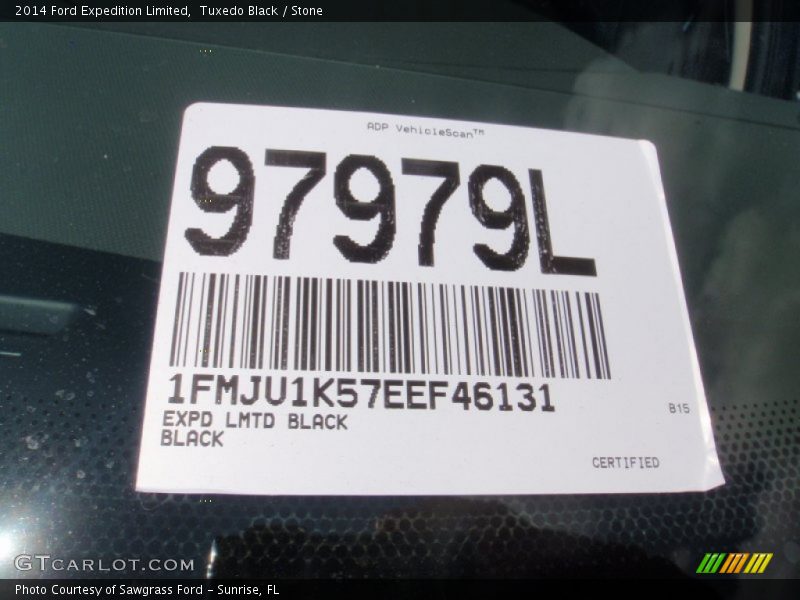 2014 Ford Expedition Limited,  Tuxedo Black / Stone
ADP VehicleScan™
97979L
1FMJU1K57EEF46131
EXPD LMTD BLACK
BLACK
B15
CERTIFIED
GTCARLOT.COM
Photo Courtesy of Sawgrass Ford – Sunrise, FL